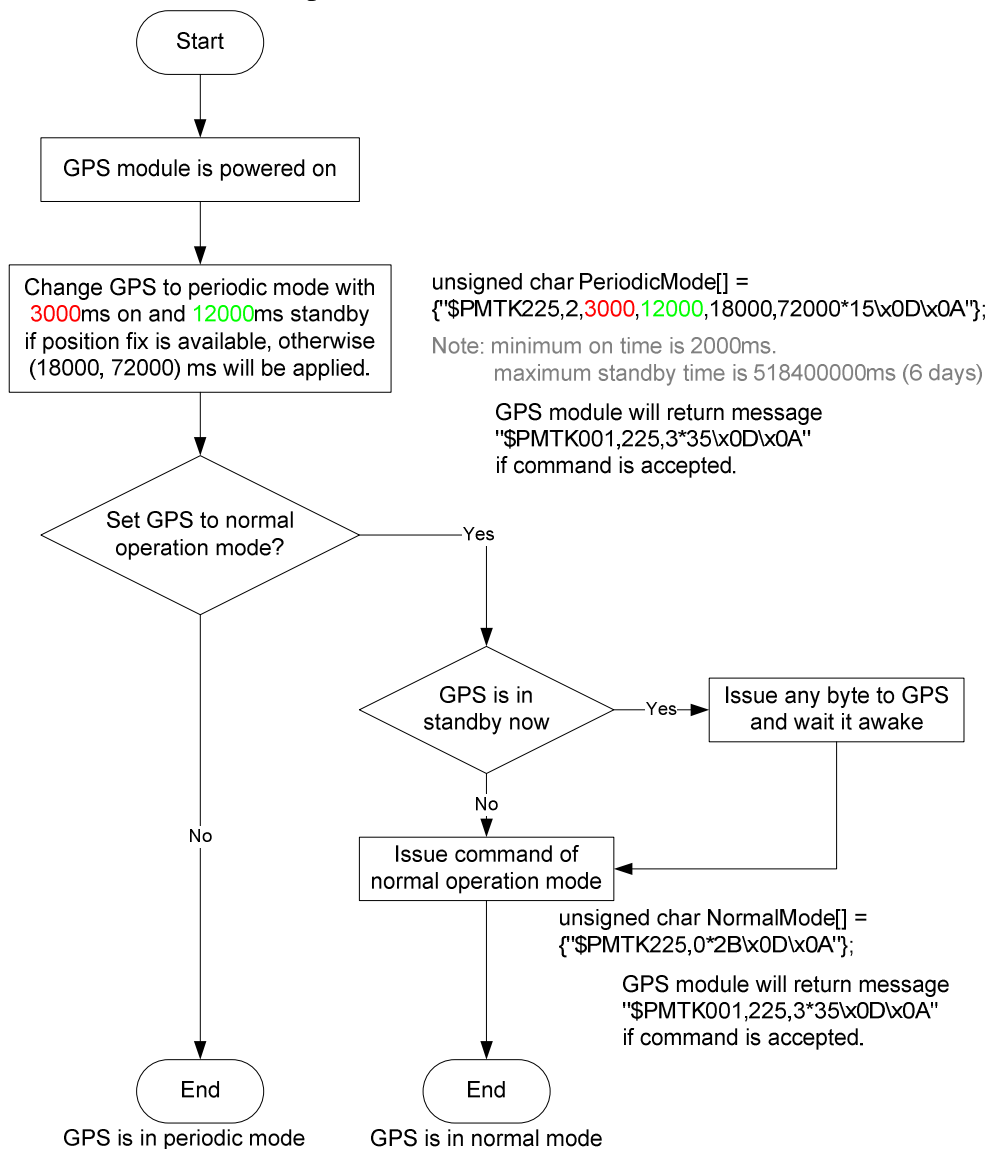 Start
GPS module is powered on
Change GPS to periodic mode with
3000ms on and 12000ms standby
if position fix is available, otherwise
(18000, 72000) ms will be applied.
unsigned char PeriodicMode[] =
{"$PMTK225,2,3000,12000,18000,72000*15\x0D\x0A"};
Note: minimum on time is 2000ms.
maximum standby time is 518400000ms (6 days)
GPS module will return message
"$PMTK001,225,3*35\x0D\x0A"
if command is accepted.
Set GPS to normal
operation mode?
Yes
GPS is in
standby now
Yes
Issue any byte to GPS
and wait it awake
No
No
Issue command of
normal operation mode
unsigned char NormalMode[] =
{"$PMTK225,0*2B\x0D\x0A"};
GPS module will return message
"$PMTK001,225,3*35\x0D\x0A"
if command is accepted.
End
GPS is in periodic mode
End
GPS is in normal mode